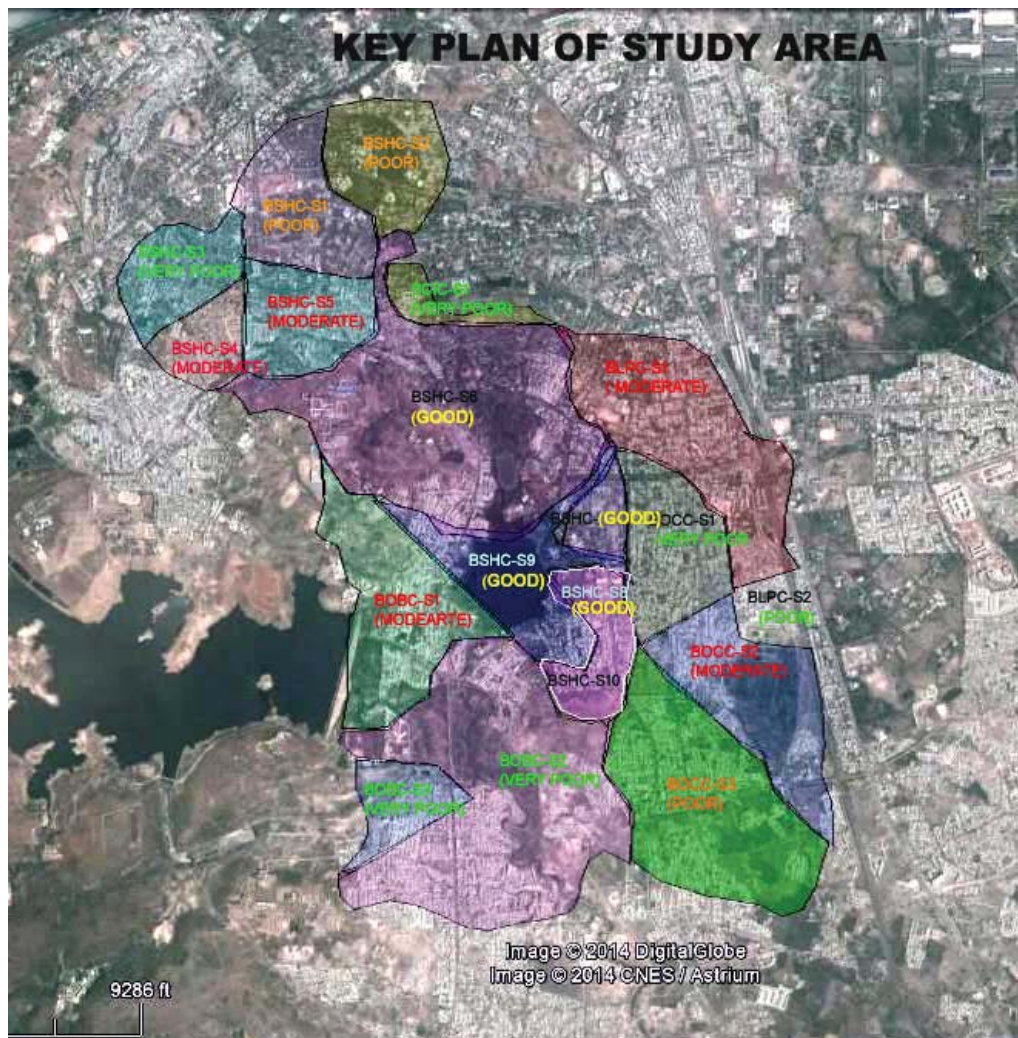 KEY PLAN OF STUDY AREA
BSHC-S2
(POOR)
BSHC-S1
(POOR)
BSHC-S3
(VERY POOR)
(VERY POOR)
BSHC-S5
(MODERATE)
BSHC-S4
(MODERATE)
BLPC-S1
( MODERATE)
BSHC-S6
(GOOD)
BSHC (GOOD)
OCC-S1
(VERY POOR
BSHC-S9
(GOOD)
BSHC-S8
(GOOD)
BLPC-S2
(POOR)
BOBC-S1
(MODEARTE)
BOCC-S2
(MODERATE)
BSHC-S10
BOBC-S2
(VERY POOR)
BOBC-S3
(VERY POOR)
BOCC-S3
(POOR)
Image © 2014 DigitalGlobe
Image © 2014 CNES / Astrium
9286 ft